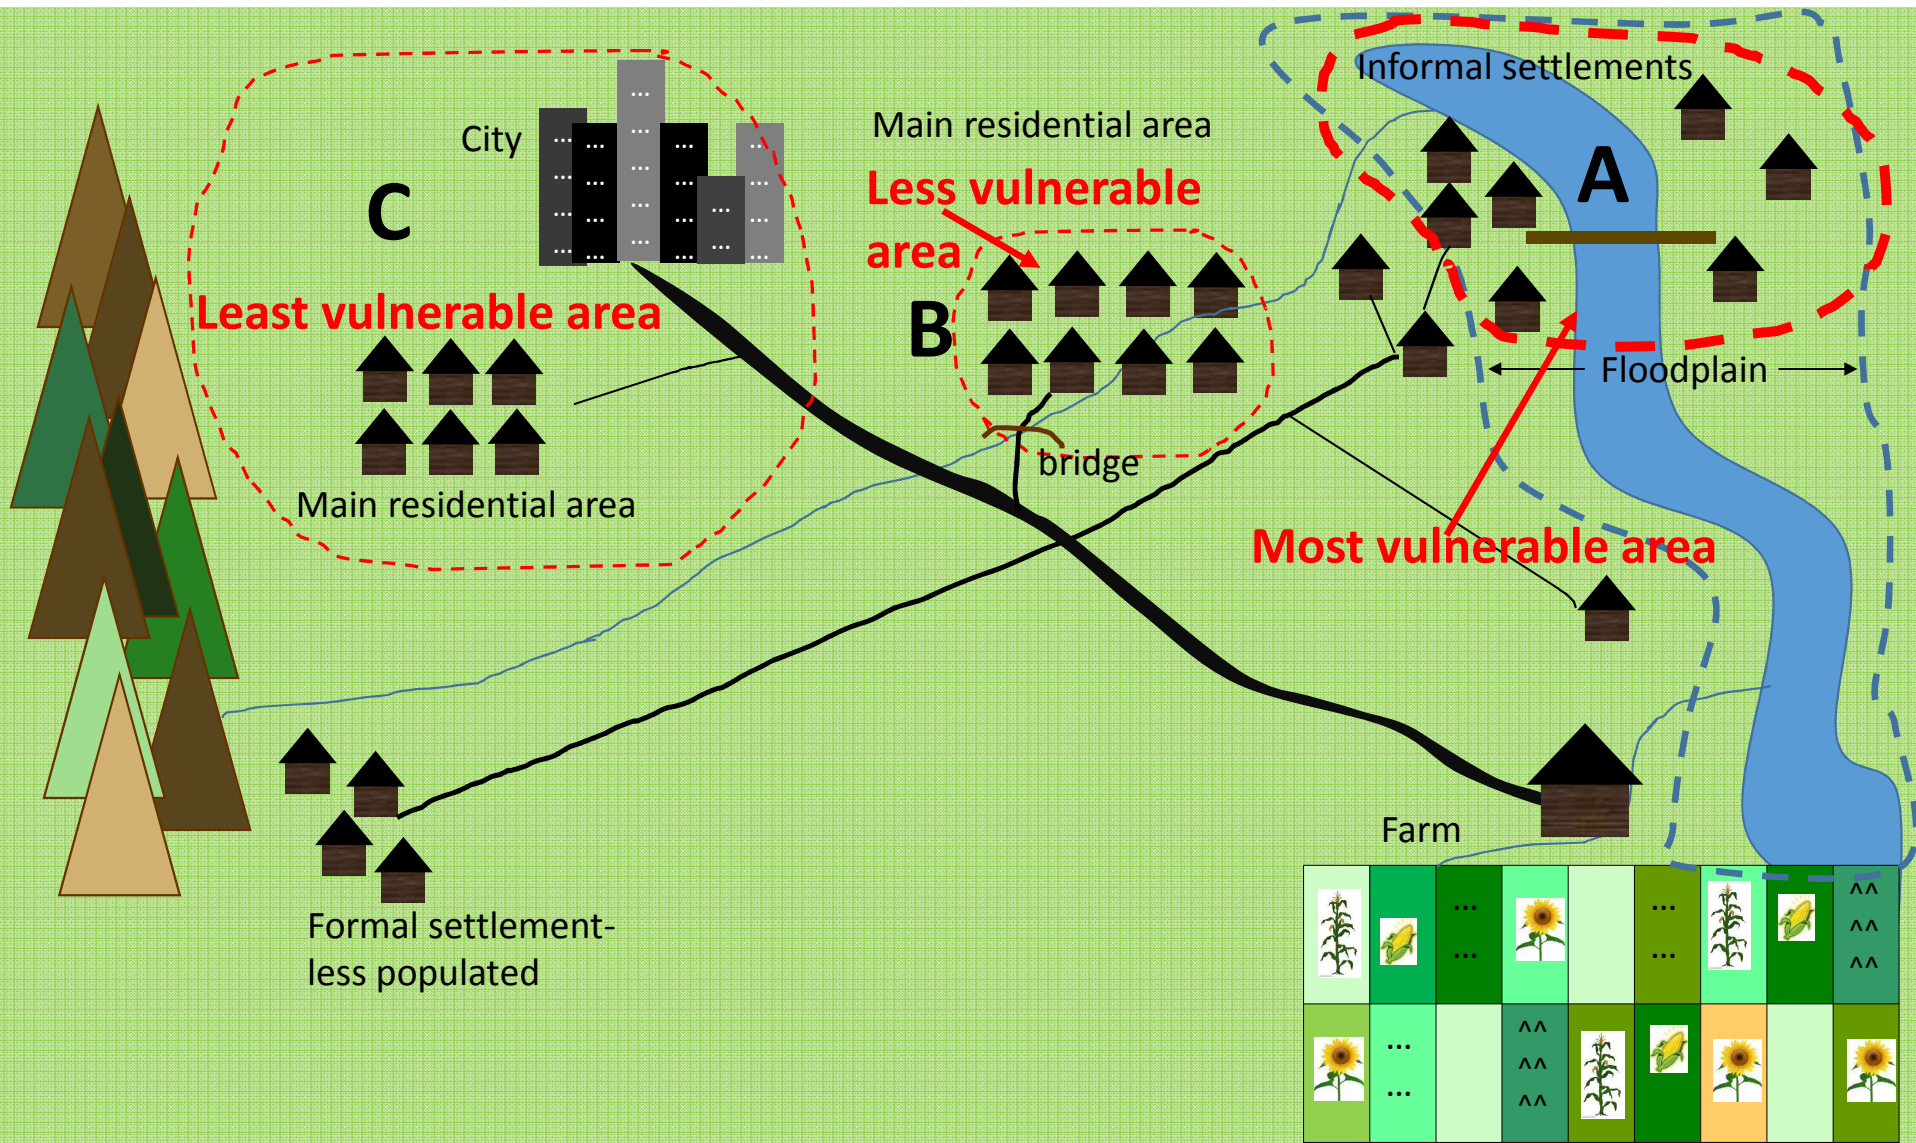 Informal settlements
City
Main residential area
A
C
Less vulnerable
area
Least vulnerable area
B
Floodplain
bridge
Main residential area
Most vulnerable area
Farm
Formal settlement-
less populated